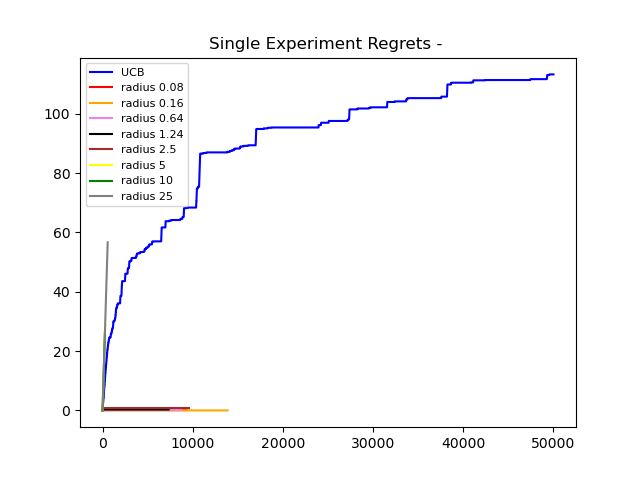 Single Experiment Regrets -
UCB
radius 0.08
radius 0.16
radius 0.64
radius 1.24
radius 2.5
radius 5
radius 10
radius 25
100
80
60
40
20
0
0 10000 20000 30000 40000 50000